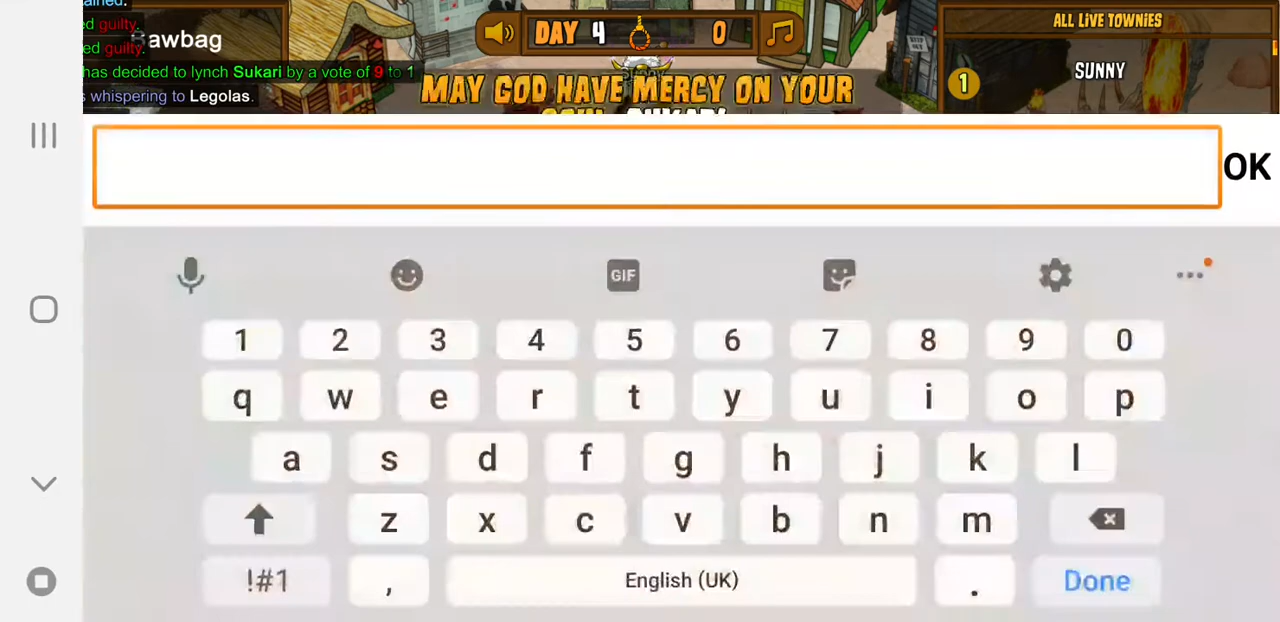 ained.
ed guilty.
awbag
ed guilty.
has decided to lynch Sukari by a vote of 9 to 1
s whispering to Legolas.
DAY 4
0
Sunny
MAY GOD HAVE MERCY ON YOUR
ALL LIVE TOWNIES
1
SUNNY
OK
GIF
1 2 3 4 5 6 7 8 9 0
q w e r t y u i o p
a s d f g h j k l
z x c v b n m
!#1 , English (UK) . Done